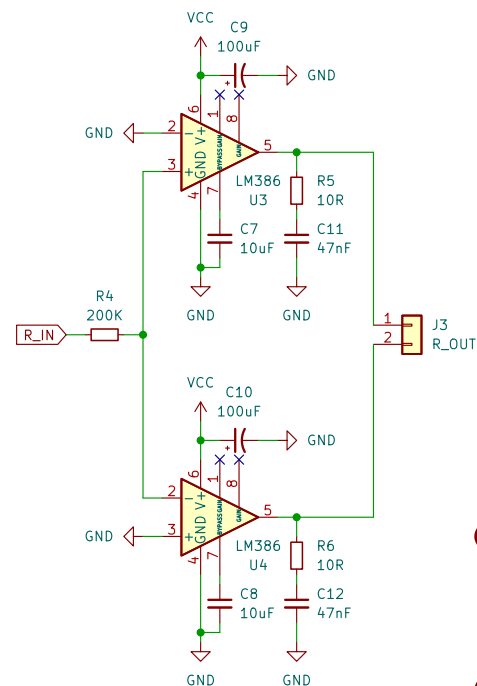 VCC
C9
100uF
+
GND
6
1
8
GND
2
−
V+
BYPASS
GAIN
GAIN
5
3
+
GND
LM386
U3
4
7
R5
10R
C7
10uF
C11
47nF
GND
GND
R4
200K
R_IN
1
2
J3
R_OUT
VCC
C10
100uF
+
GND
6
1
8
2
−
V+
BYPASS
GAIN
GAIN
5
GND
3
+
GND
LM386
U4
4
7
R6
10R
C8
10uF
C12
47nF
GND
GND